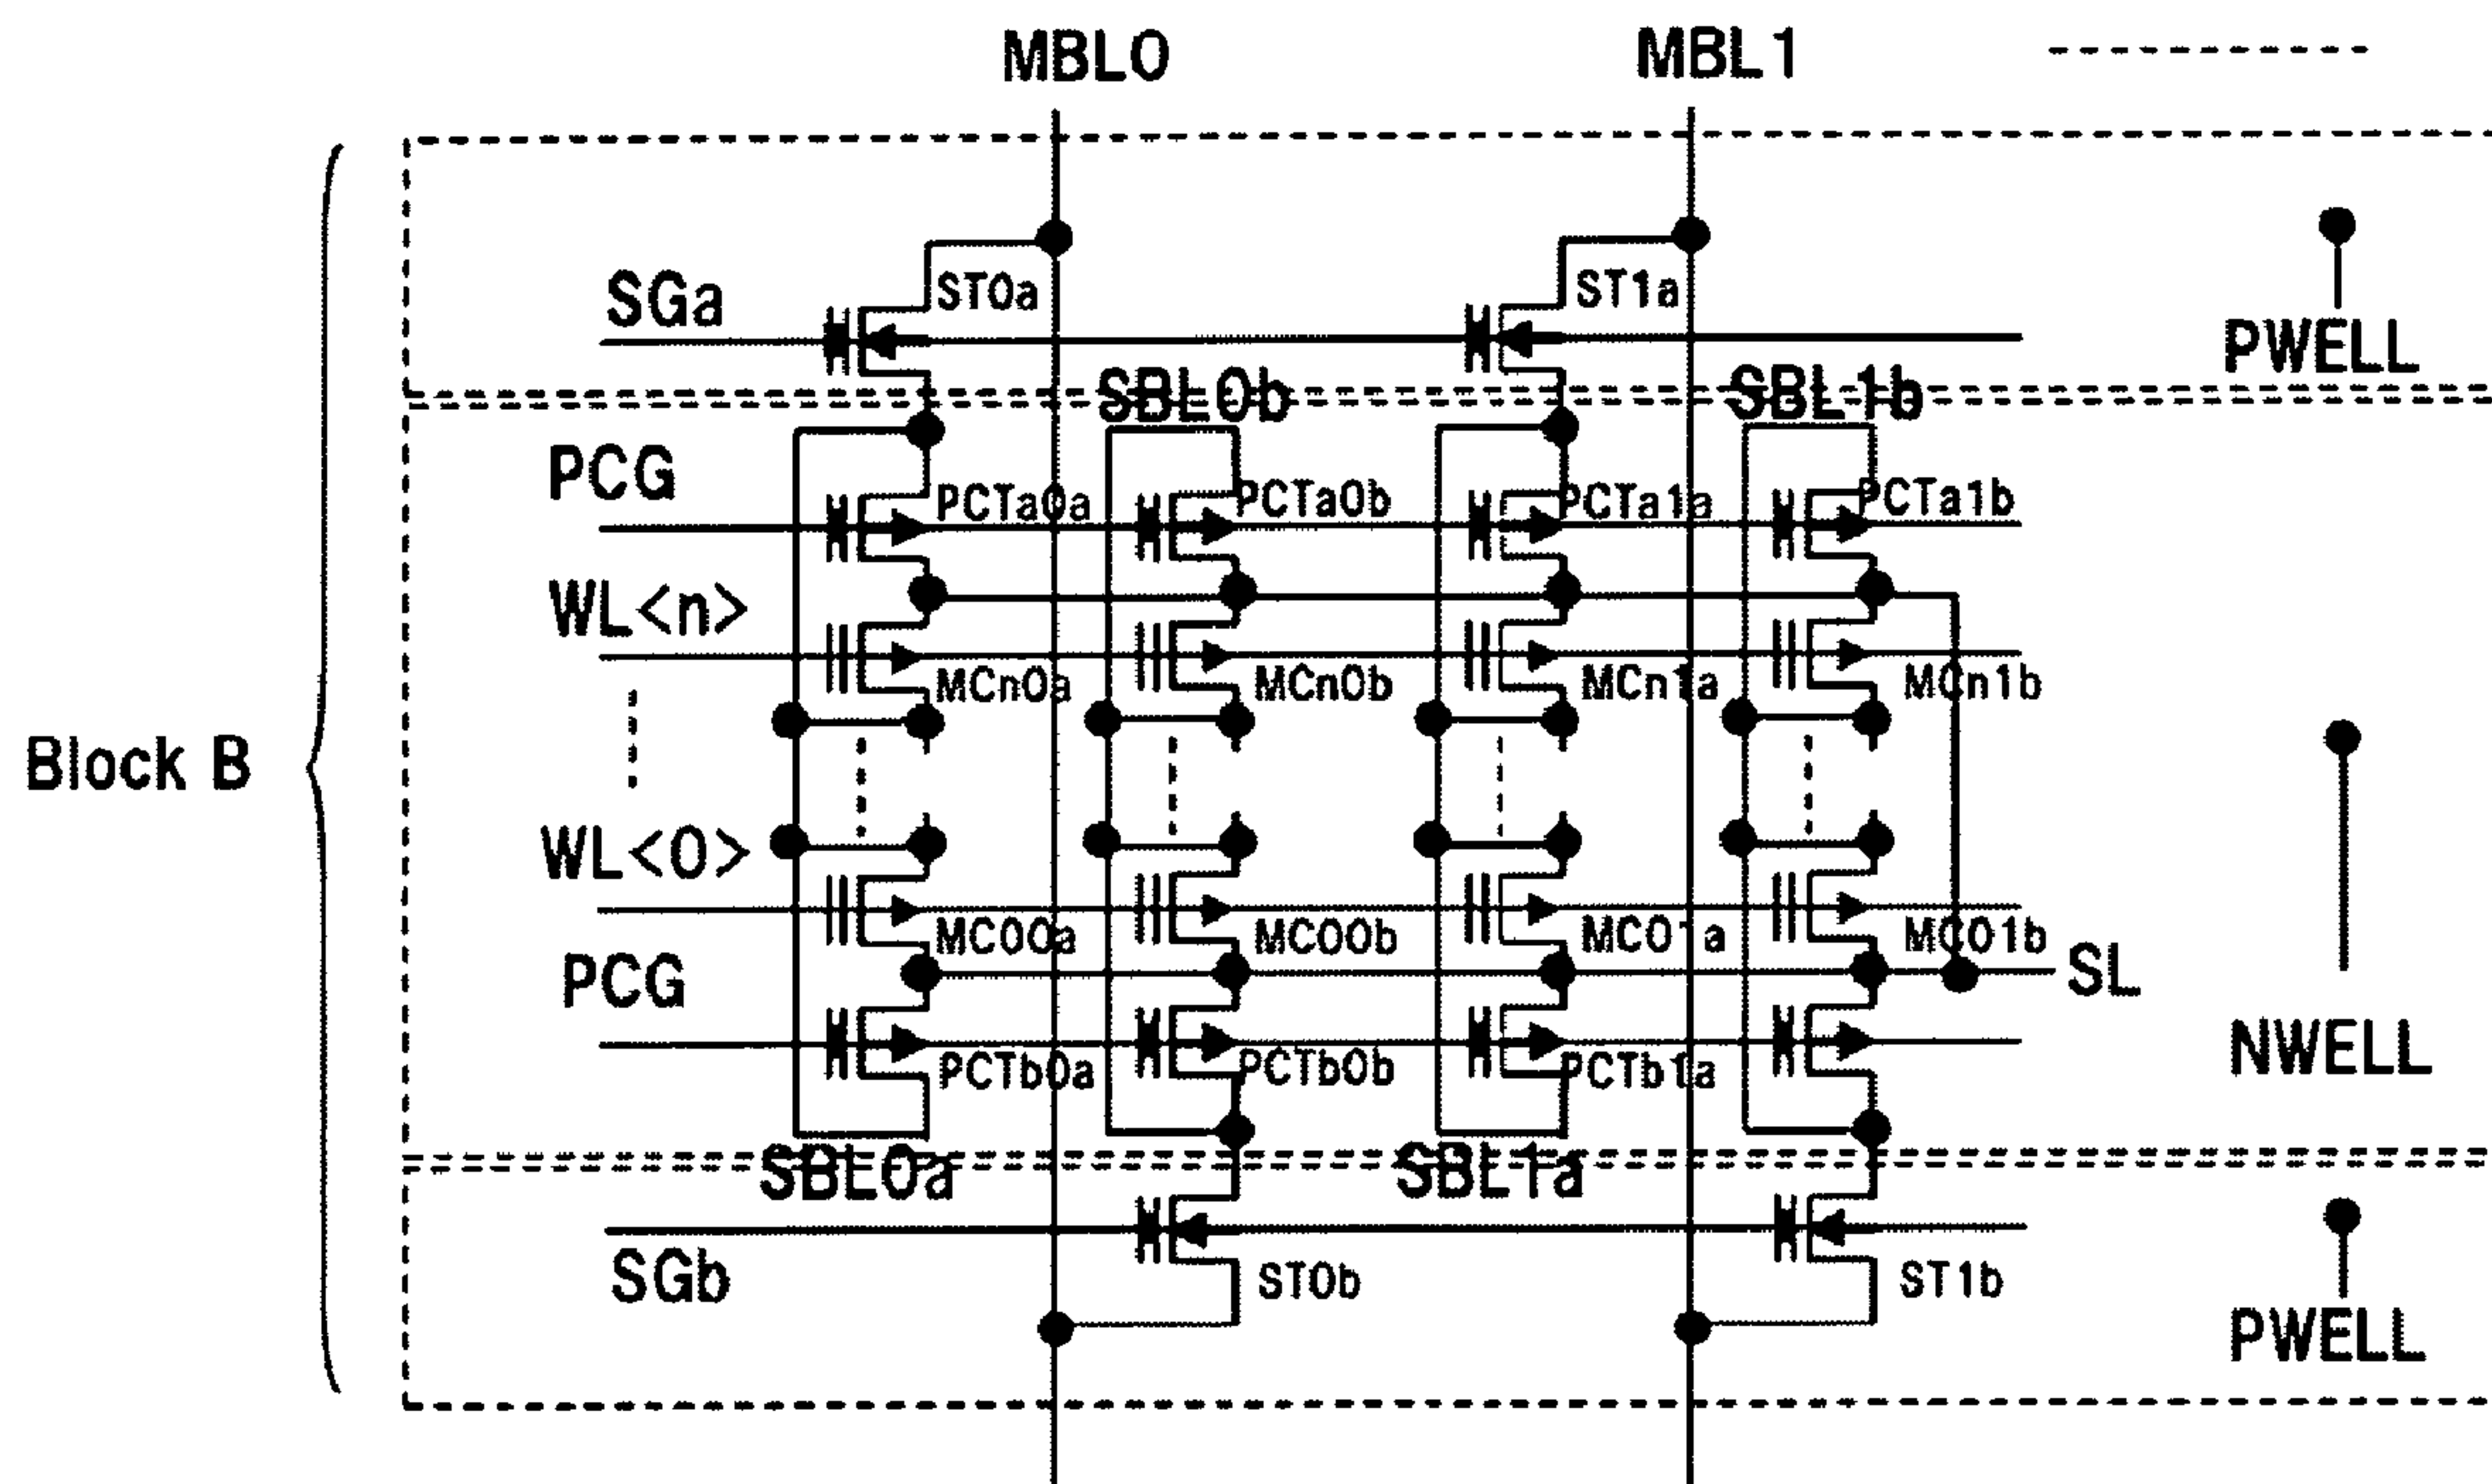 MBL0 MBL1
ST0a ST1a
SGa
PWELL
SBL0b SBL1b
PCG
PCTa0a PCTa0b PCTa1a PCTa1b
WL<n>
MCn0a MCn0b MCn1a MCn1b
Block B
WL<0>
MC00a MC00b MC01a MC01b
PCG SL
NWELL
PCTb0a PCTb0b PCTb1a
SBL0a SBL1a
SGb ST0b ST1b
PWELL